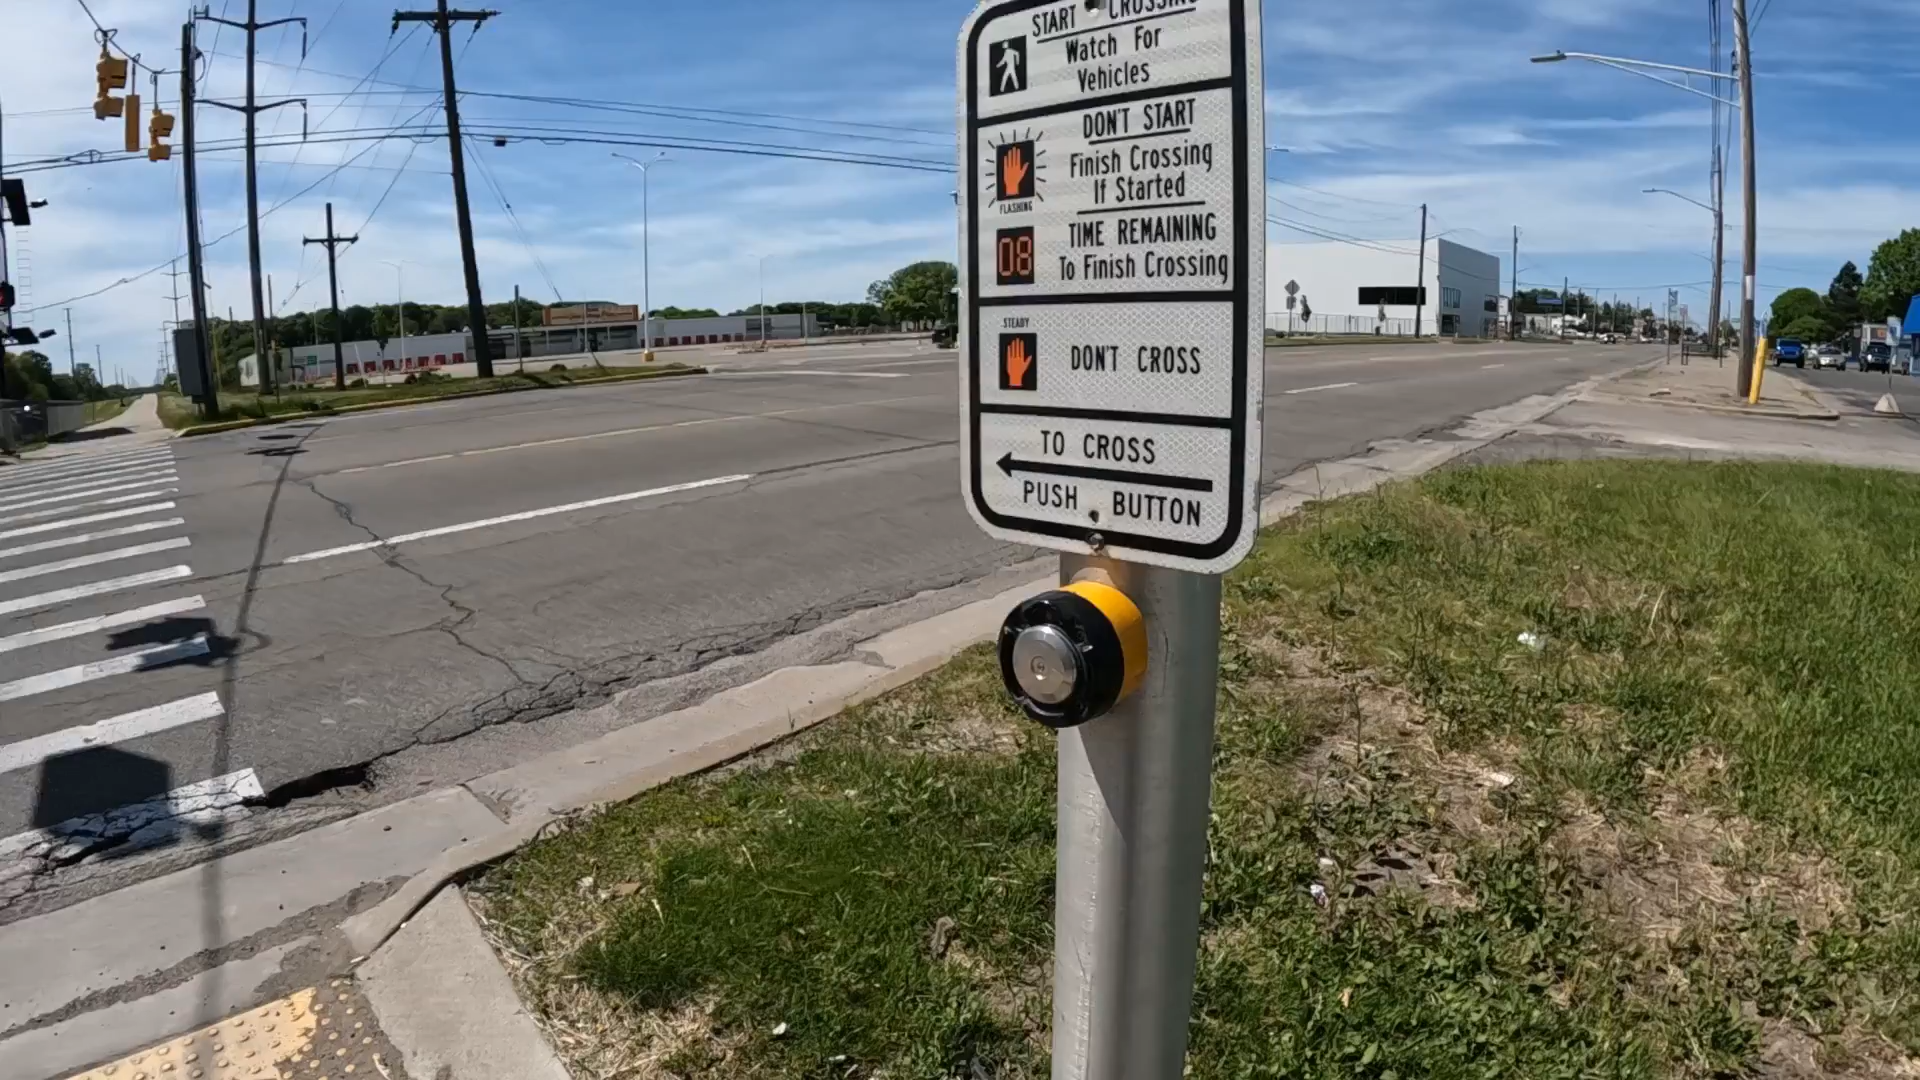 START CROSSING
Watch For
Vehicles
DON'T START
Finish Crossing
If Started
FLASHING
TIME REMAINING
08
To Finish Crossing
STEADY
DON'T CROSS
TO CROSS
PUSH BUTTON